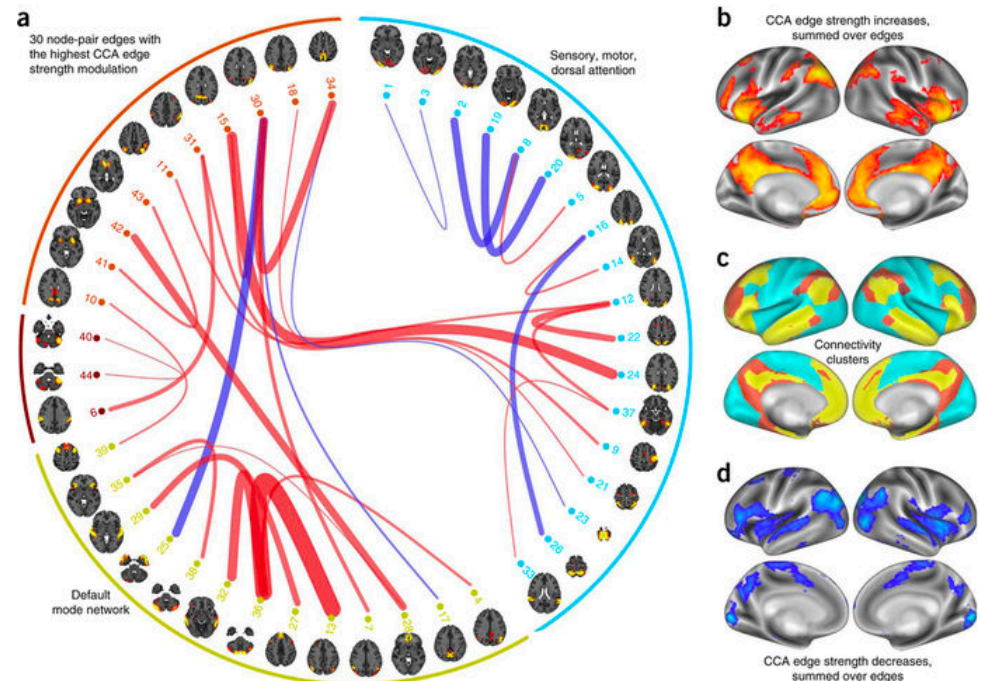 a
30 node-pair edges with
the highest CCA edge
strength modulation
Sensory, motor,
dorsal attention
34
18
30
15
31
11
43
42
41
10
40
44
6
39
35
29
25
38
32
36
27
13
7
28
17
4
1
3
2
19
8
20
5
16
14
12
22
24
37
9
21
23
26
33
Default
mode network
b
CCA edge strength increases,
summed over edges
c
Connectivity
clusters
d
CCA edge strength decreases,
summed over edges